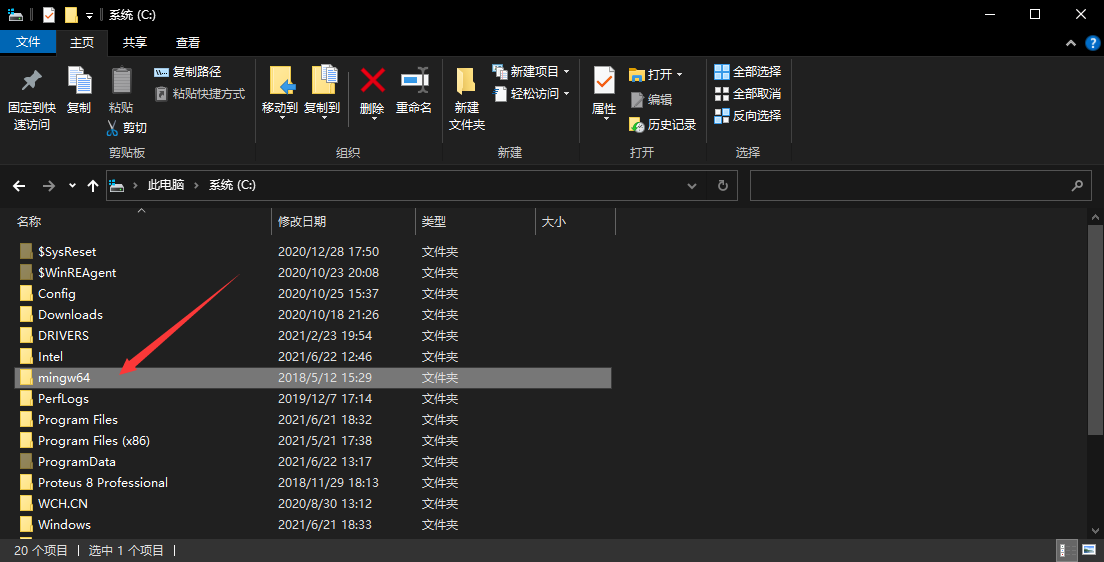 系统 (C:)
文件 主页 共享 查看
固定到快速访问 复制 粘贴 复制路径 粘贴快捷方式 剪切 移动到 复制到 删除 重命名 新建文件夹 新建项目 轻松访问 属性 打开 编辑 历史记录 全部选择 全部取消 反向选择
剪贴板 组织 新建 打开 选择
此电脑 系统 (C:)
名称 修改日期 类型 大小
$SysReset 2020/12/28 17:50 文件夹
$WinREAgent 2020/10/23 20:08 文件夹
Config 2020/10/25 15:37 文件夹
Downloads 2020/10/18 21:26 文件夹
DRIVERS 2021/2/23 19:54 文件夹
Intel 2021/6/22 12:46 文件夹
mingw64 2018/5/12 15:29 文件夹
PerfLogs 2019/12/7 17:14 文件夹
Program Files 2021/6/21 18:32 文件夹
Program Files (x86) 2021/5/21 17:38 文件夹
ProgramData 2021/6/22 13:17 文件夹
Proteus 8 Professional 2018/11/29 18:13 文件夹
WCH.CN 2020/8/30 13:12 文件夹
Windows 2021/6/21 18:33 文件夹
20 个项目 选中 1 个项目